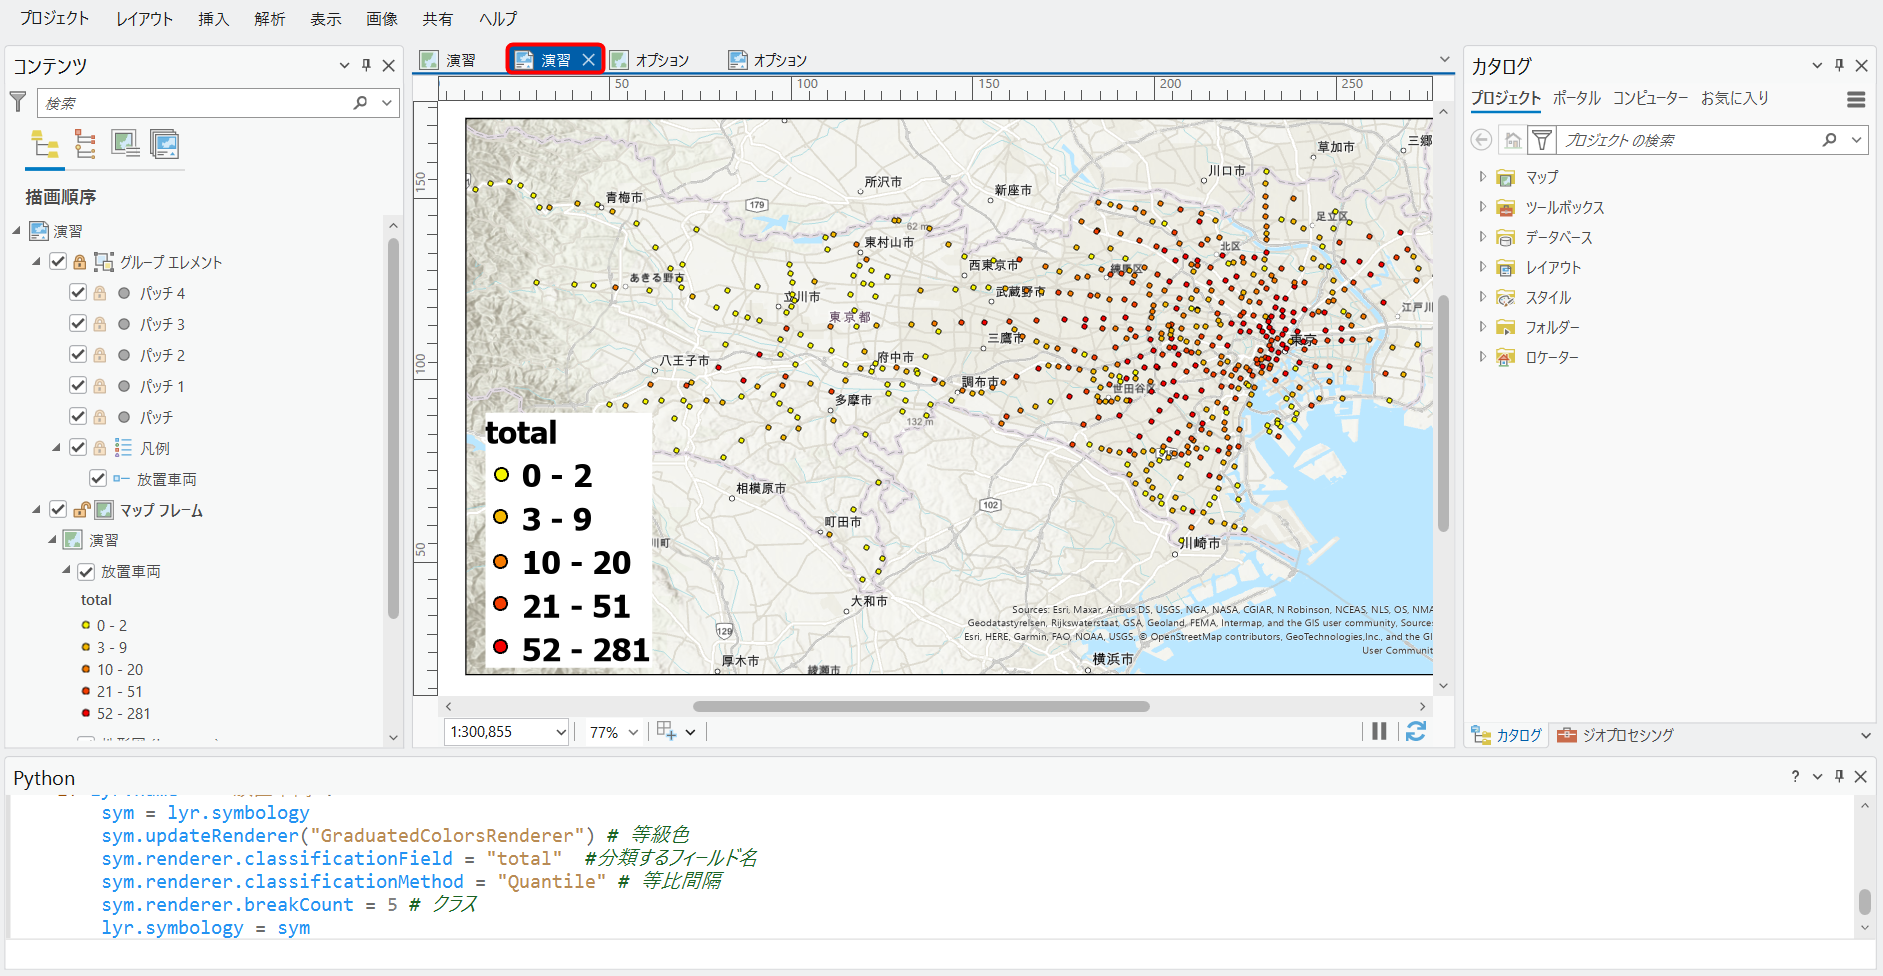 プロジェクト レイアウト 挿入 解析 表示 画像 共有 ヘルプ
コンテンツ
検索
描画順序
演習
グループ エレメント
パッチ 4
パッチ 3
パッチ 2
パッチ 1
パッチ
凡例
放置車両
マップ フレーム
演習
放置車両
total
0 - 2
3 - 9
10 - 20
21 - 51
52 - 281
演習 演習 オプション オプション
50 100 150 200 250
150
100
50
草加市
三郷
川口市
所沢市
新座市
青梅市
179
足立区
62 m
東村山市
北区
西東京市
練馬区
あきる野市
立川市
武蔵野市
江戸川
東京都
三鷹市
東京
八王子市
府中市
調布市
世田谷区
多摩市
132 m
total
0 - 2
3 - 9
10 - 20
21 - 51
52 - 281
相模原市
102
町田市
川町
川崎市
大和市
129
厚木市
綾瀬市
横浜市
Sources: Esri, Maxar, Airbus DS, USGS, NGA, NASA, CGIAR, N Robinson, NCEAS, NLS, OS, NMA
Geodatastyrelsen, Rijkswaterstaat, GSA, Geoland, FEMA, Intermap, and the GIS user community, Sources
Esri, HERE, Garmin, FAO, NOAA, USGS, © OpenStreetMap contributors, GeoTechnologies,Inc., and the GI
User Communit
1:300,855 77%
カタログ
プロジェクト ポータル コンピューター お気に入り
プロジェクト の検索
マップ
ツールボックス
データベース
レイアウト
スタイル
フォルダー
ロケーター
カタログ ジオプロセシング
Python
sym = lyr.symbology
sym.updateRenderer("GraduatedColorsRenderer") # 等級色
sym.renderer.classificationField = "total" #分類するフィールド名
sym.renderer.classificationMethod = "Quantile" # 等比間隔
sym.renderer.breakCount = 5 # クラス
lyr.symbology = sym